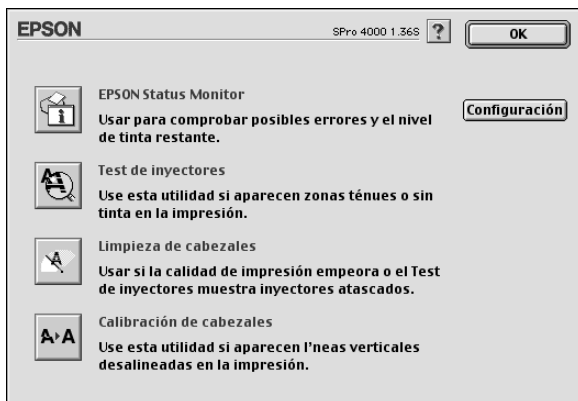 EPSON
SPro 4000 1.36S
?
OK
EPSON Status Monitor
Usar para comprobar posibles errores y el nivel
de tinta restante.
Configuración
Test de inyectores
Use esta utilidad si aparecen zonas ténues o sin
tinta en la impresión.
Limpieza de cabezales
Usar si la calidad de impresión empeora o el Test
de inyectores muestra inyectores atascados.
Calibración de cabezales
Use esta utilidad si aparecen l'neas verticales
desalineadas en la impresión.